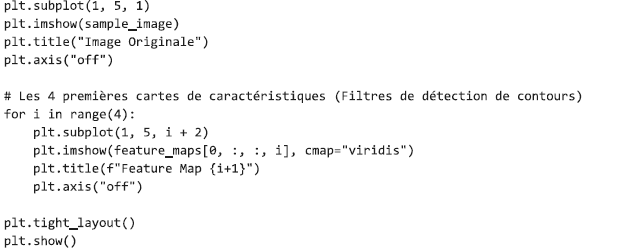 plt.subplot(1, 5, 1)
plt.imshow(sample_image)
plt.title("Image Originale")
plt.axis("off")

# Les 4 premières cartes de caractéristiques (Filtres de détection de contours)
for i in range(4):
    plt.subplot(1, 5, i + 2)
    plt.imshow(feature_maps[0, :, :, i], cmap="viridis")
    plt.title(f"Feature Map {i+1}")
    plt.axis("off")

plt.tight_layout()
plt.show()